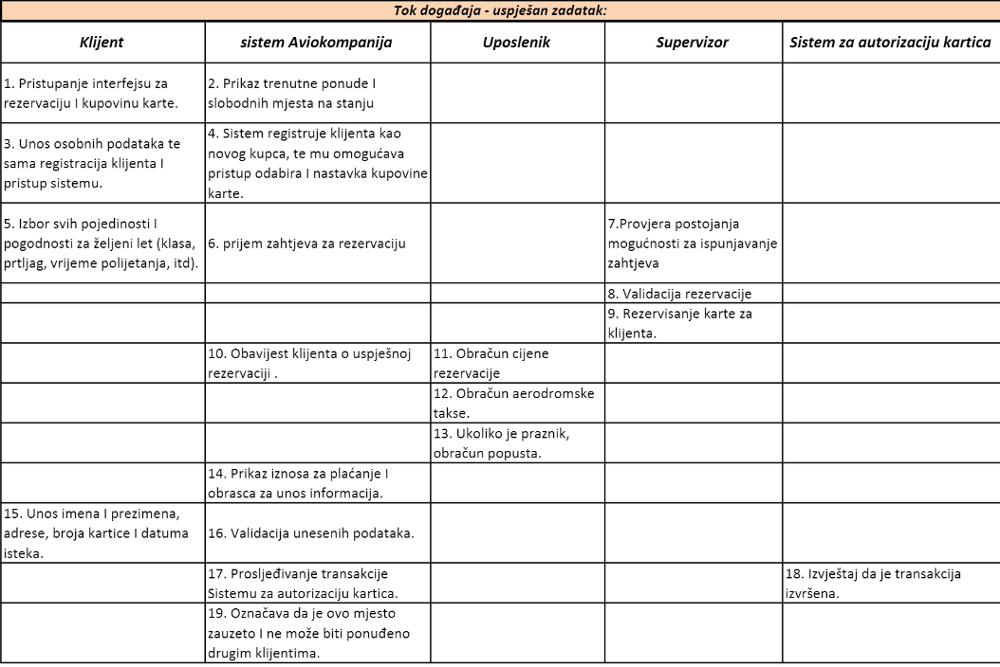 Tok događaja - uspješan zadatak:
Klijent
sistem Aviokompanija
Uposlenik
Supervizor
Sistem za autorizaciju kartica
1. Pristupanje interfejsu za
rezervaciju I kupovinu karte.
2. Prikaz trenutne ponude I
slobodnih mjesta na stanju
3. Unos osobnih podataka te
sama registracija klijenta I
pristup sistemu.
4. Sistem registruje klijenta kao
novog kupca, te mu omogućava
pristup odabira I nastavka kupovine
karte.
5. Izbor svih pojedinosti I
pogodnosti za željeni let (klasa,
prtljag, vrijeme polijetanja, itd).
6. prijem zahtjeva za rezervaciju
7.Provjera postojanja
mogućnosti za ispunjavanje
zahtjeva
8. Validacija rezervacije
9. Rezervisanje karte za
klijenta.
10. Obavijest klijenta o uspješnoj
rezervaciji .
11. Obračun cijene
rezervacije
12. Obračun aerodromske
takse.
13. Ukoliko je praznik,
obračun popusta.
14. Prikaz iznosa za plaćanje I
obrasca za unos informacija.
15. Unos imena I prezimena,
adrese, broja kartice I datuma
isteka.
16. Validacija unesenih podataka.
17. Prosljeđivanje transakcije
Sistemu za autorizaciju kartica.
18. Izvještaj da je transakcija
izvršena.
19. Označava da je ovo mjesto
zauzeto I ne može biti ponuđeno
drugim klijentima.